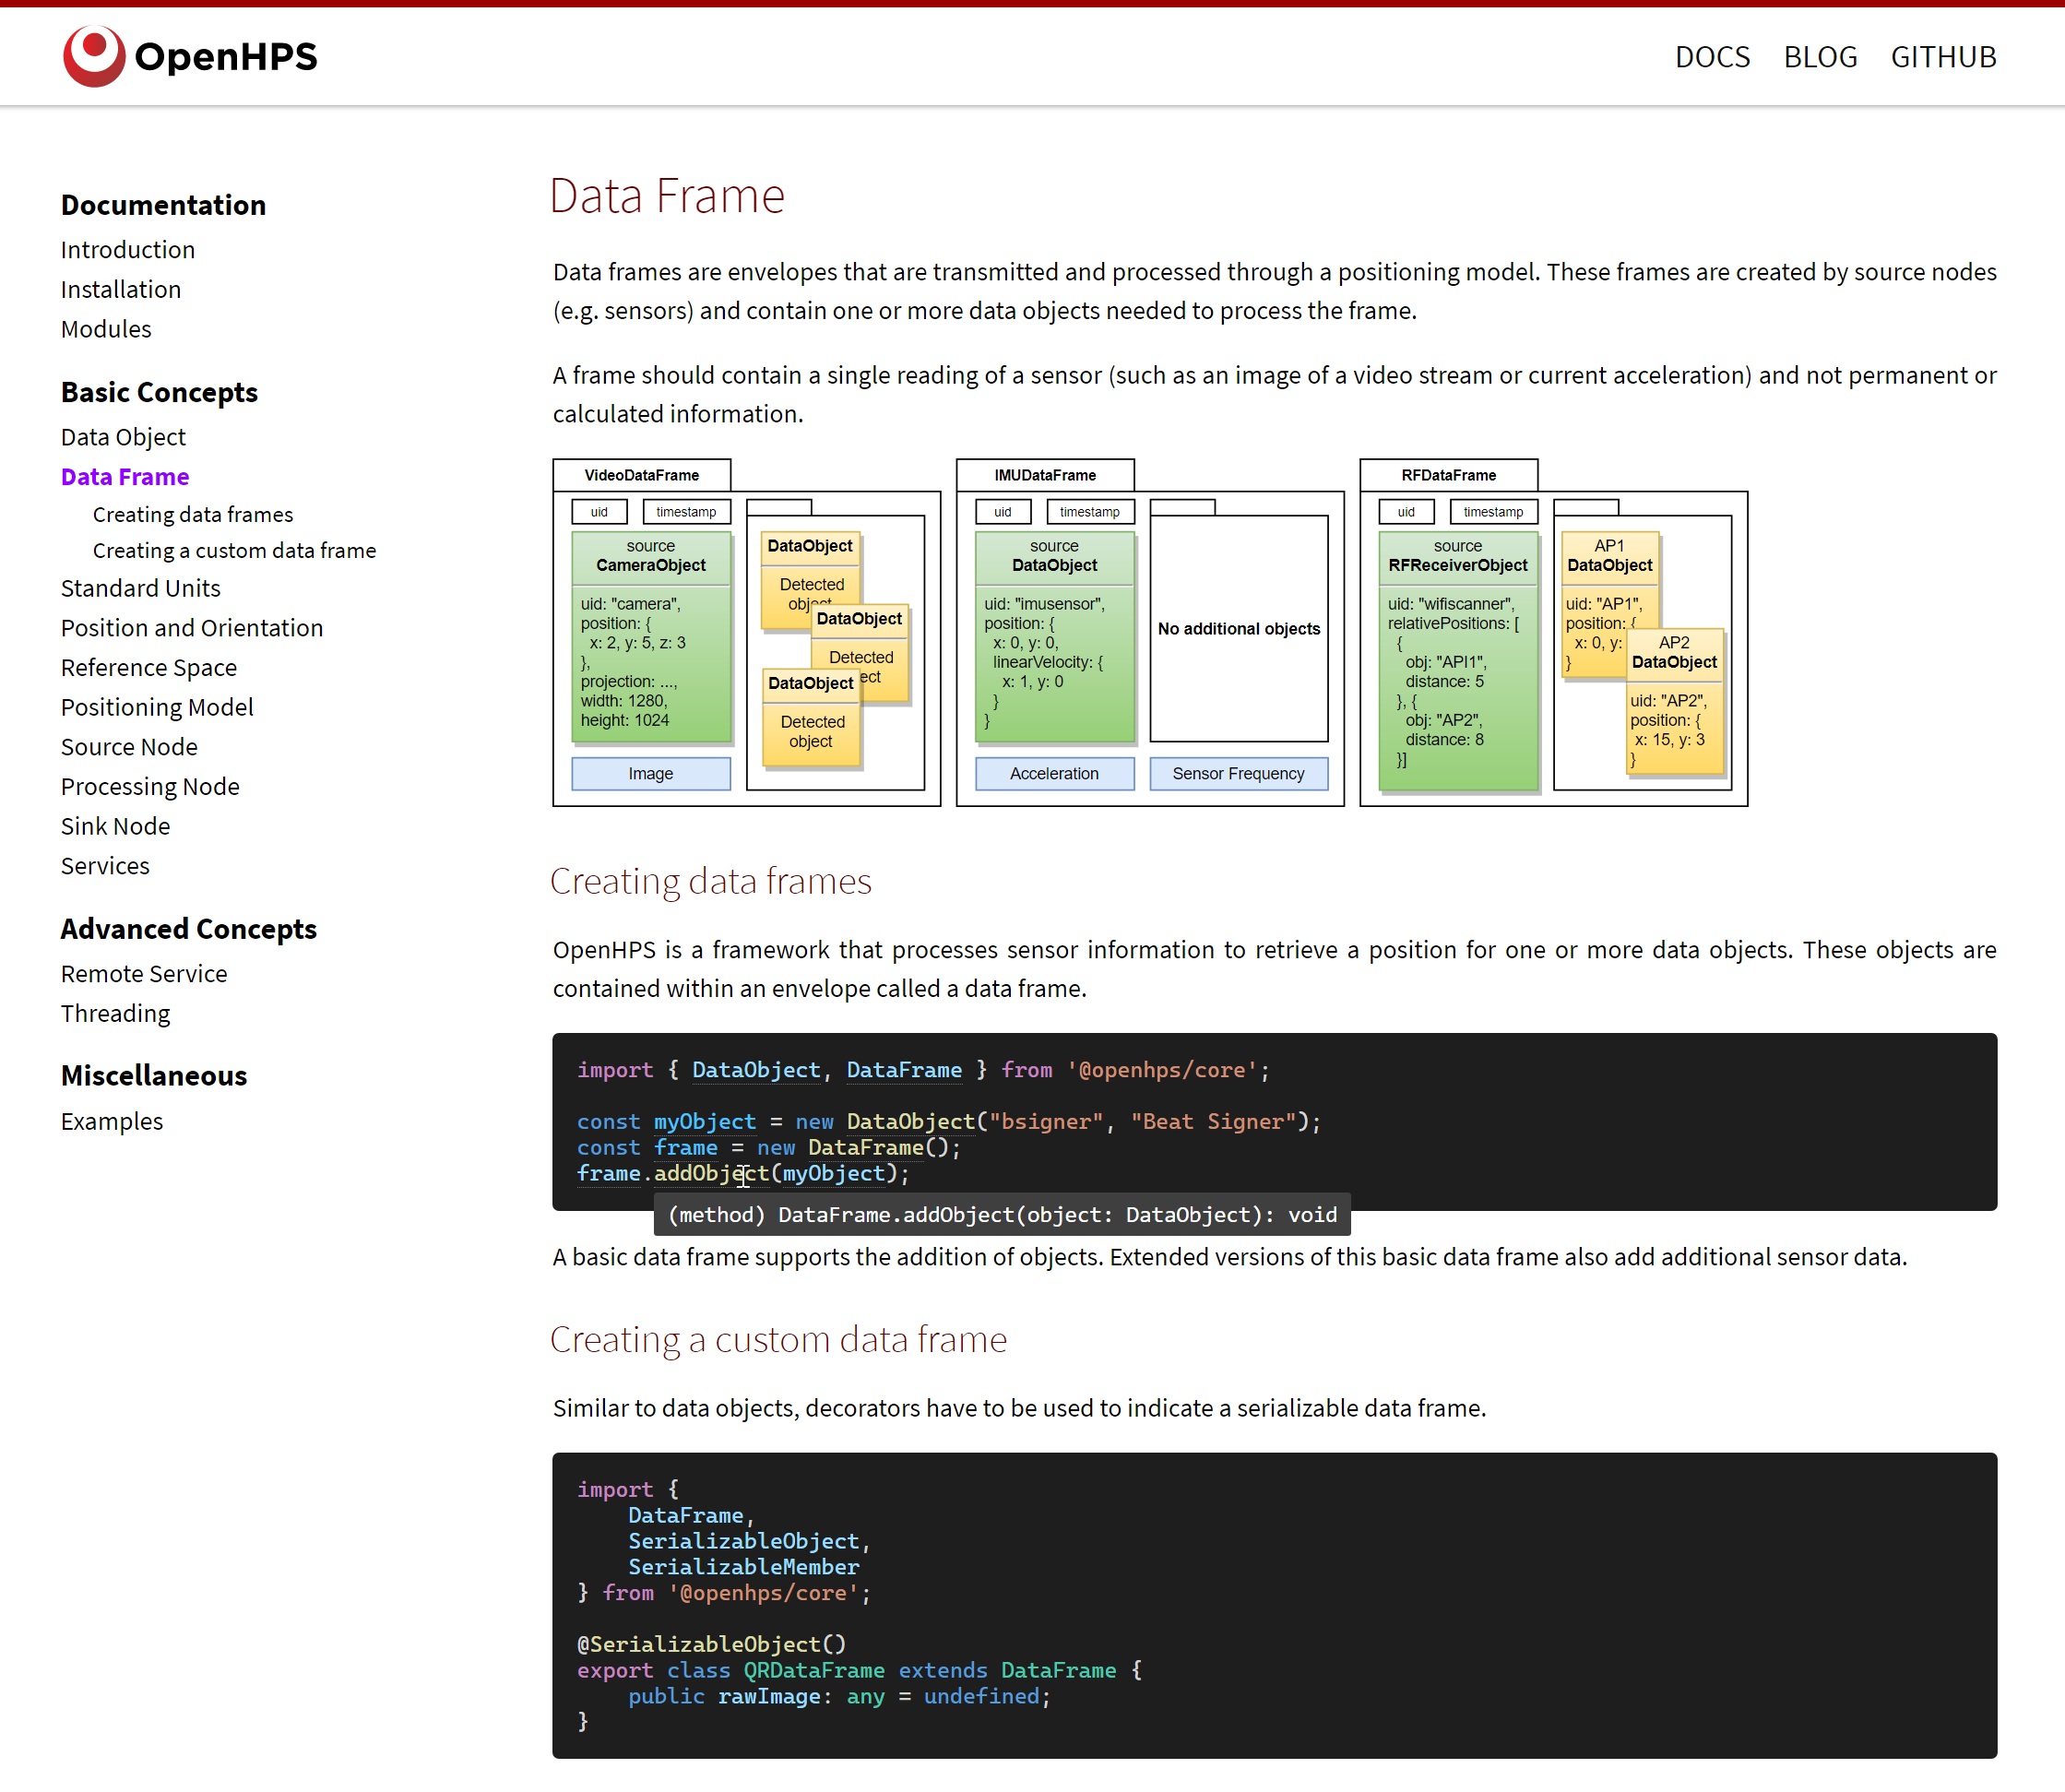 OpenHPS
DOCS BLOG GITHUB
Documentation
Introduction
Installation
Modules
Basic Concepts
Data Object
Data Frame
Creating data frames
Creating a custom data frame
Standard Units
Position and Orientation
Reference Space
Positioning Model
Source Node
Processing Node
Sink Node
Services
Advanced Concepts
Remote Service
Threading
Miscellaneous
Examples
Data Frame
Data frames are envelopes that are transmitted and processed through a positioning model. These frames are created by source nodes
(e.g. sensors) and contain one or more data objects needed to process the frame.
A frame should contain a single reading of a sensor (such as an image of a video stream or current acceleration) and not permanent or
calculated information.
VideoDataFrame
uid timestamp
source
CameraObject
uid: "camera",
position: {
x: 2, y: 5, z: 3
},
projection: ...,
width: 1280,
height: 1024
Image
DataObject
Detected
DataObject
Detected
DataObject
Detected
object
IMUDataFrame
uid timestamp
source
DataObject
uid: "imusensor",
position: {
x: 0, y: 0,
linearVelocity: {
x: 1, y: 0
}
}
No additional objects
Acceleration
Sensor Frequency
RFDataFrame
uid timestamp
source
RFReceiverObject
uid: "wifiscanner",
relativePositions: [
{
obj: "API1",
distance: 5
}, {
obj: "AP2",
distance: 8
}]
AP1
DataObject
uid: "AP1",
position: {
x: 0, y:
}
AP2
DataObject
uid: "AP2",
position: {
x: 15, y: 3
}
Creating data frames
OpenHPS is a framework that processes sensor information to retrieve a position for one or more data objects. These objects are
contained within an envelope called a data frame.
import { DataObject, DataFrame } from '@openhps/core';
const myObject = new DataObject("bsigner", "Beat Signer");
const frame = new DataFrame();
frame.addObject(myObject);
(method) DataFrame.addObject(object: DataObject): void
A basic data frame supports the addition of objects. Extended versions of this basic data frame also add additional sensor data.
Creating a custom data frame
Similar to data objects, decorators have to be used to indicate a serializable data frame.
import {
DataFrame,
SerializableObject,
SerializableMember
} from '@openhps/core';
@SerializableObject()
export class QRDataFrame extends DataFrame {
public rawImage: any = undefined;
}